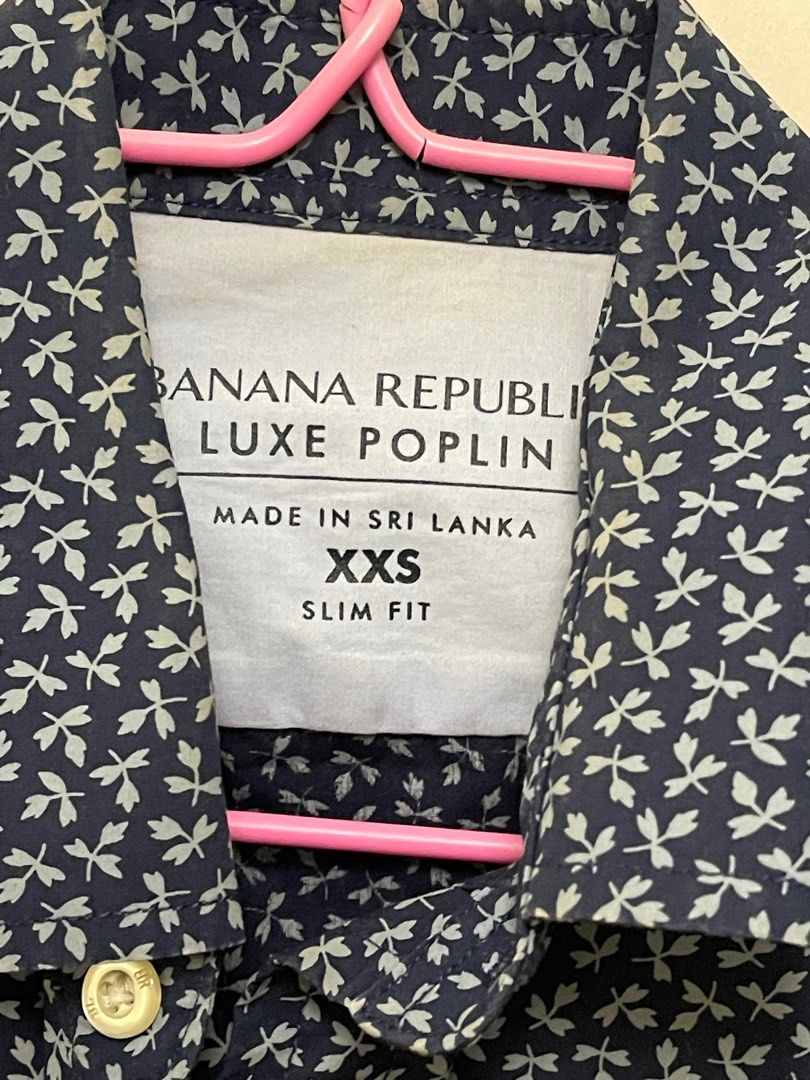 BANANA REPUBLI
LUXE POPLIN
MADE IN SRI LANKA
XXS
SLIM FIT